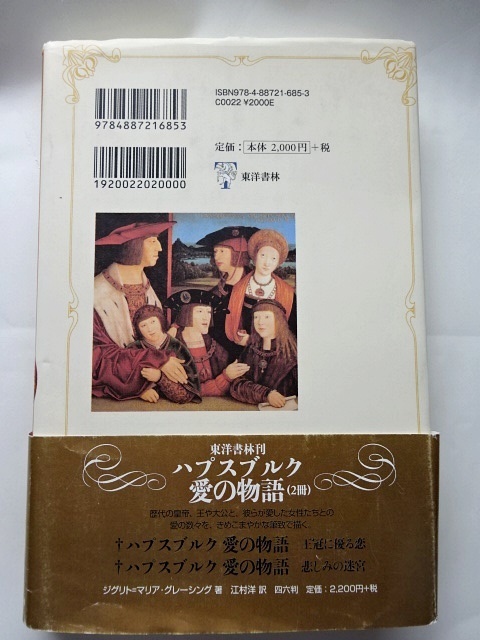 ISBN978-4-88721-685-3
C0022 ¥2000E
9784887216853
定価：本体 2,000円+税
1920022020000
東洋書林
東洋書林刊
ハプスブルク
愛の物語(2冊)
歴代の皇帝、王や大公と、彼らが愛した女性たちとの
愛の数々を、きめこまやかな筆致で描く。
†ハプスブルク 愛の物語 王冠に優る恋
†ハプスブルク 愛の物語 悲しみの迷宮
ジグリト=マリア・グレーシング 著 江村洋 訳 四六判 定価：2,200円+税